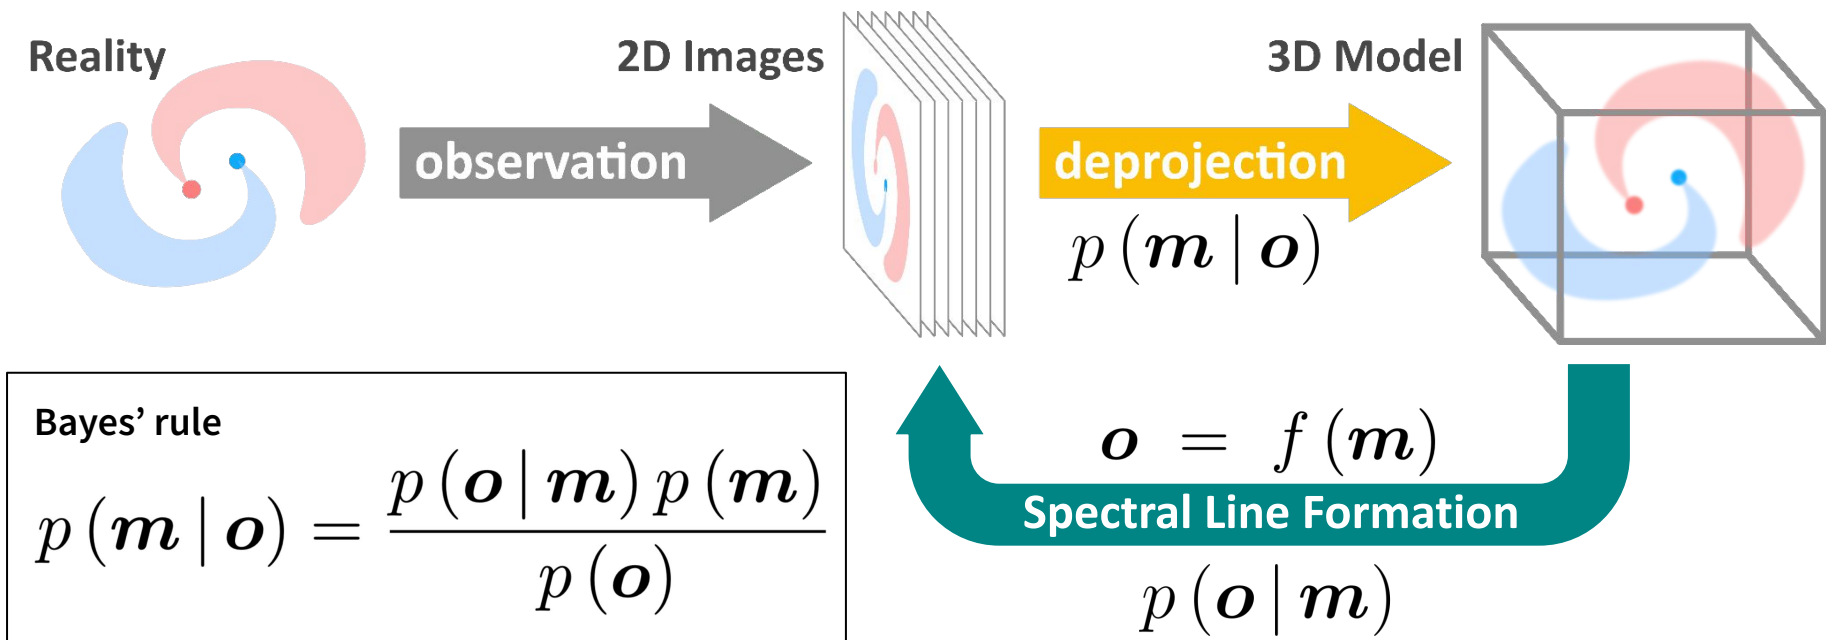 Reality
2D Images
3D Model
observation
deprojection
p(m | o)
Bayes’ rule
p(m | o) = p(o | m) p(m) / p(o)
o = f(m)
Spectral Line Formation
p(o | m)